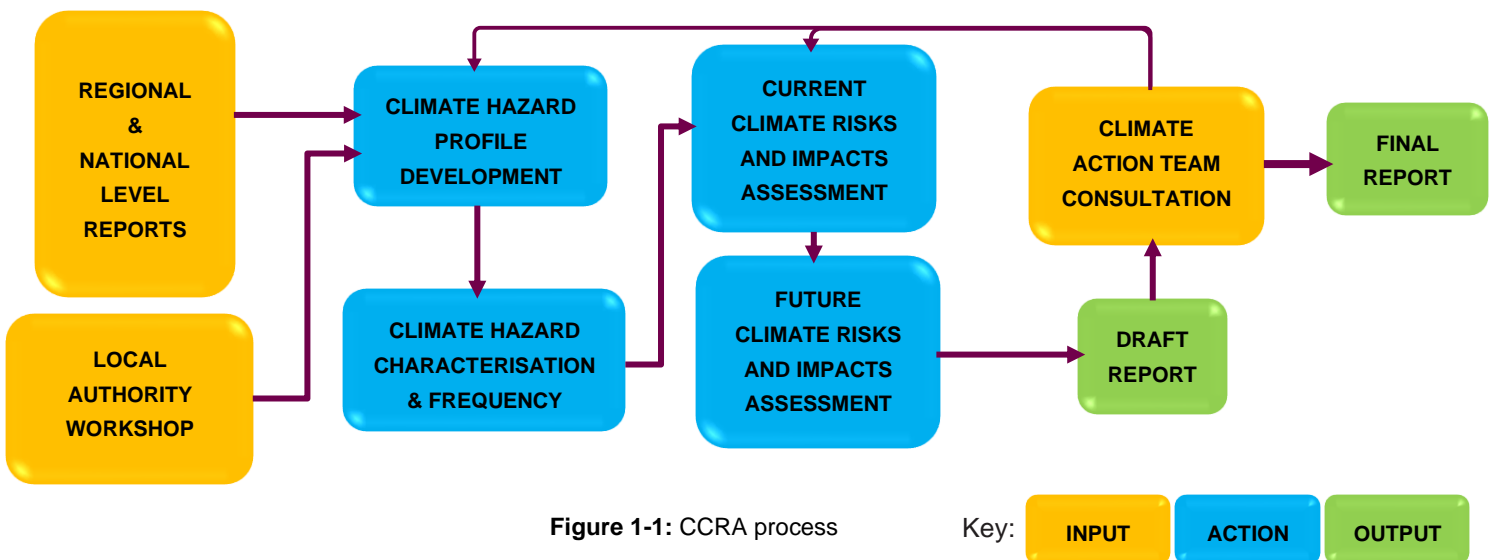 REGIONAL
&
NATIONAL
LEVEL
REPORTS
LOCAL
AUTHORITY
WORKSHOP
CLIMATE HAZARD
PROFILE
DEVELOPMENT
CLIMATE HAZARD
CHARACTERISATION
& FREQUENCY
CURRENT
CLIMATE RISKS
AND IMPACTS
ASSESSMENT
FUTURE
CLIMATE RISKS
AND IMPACTS
ASSESSMENT
DRAFT
REPORT
CLIMATE
ACTION TEAM
CONSULTATION
FINAL
REPORT
Figure 1-1: CCRA process
Key:
INPUT
ACTION
OUTPUT